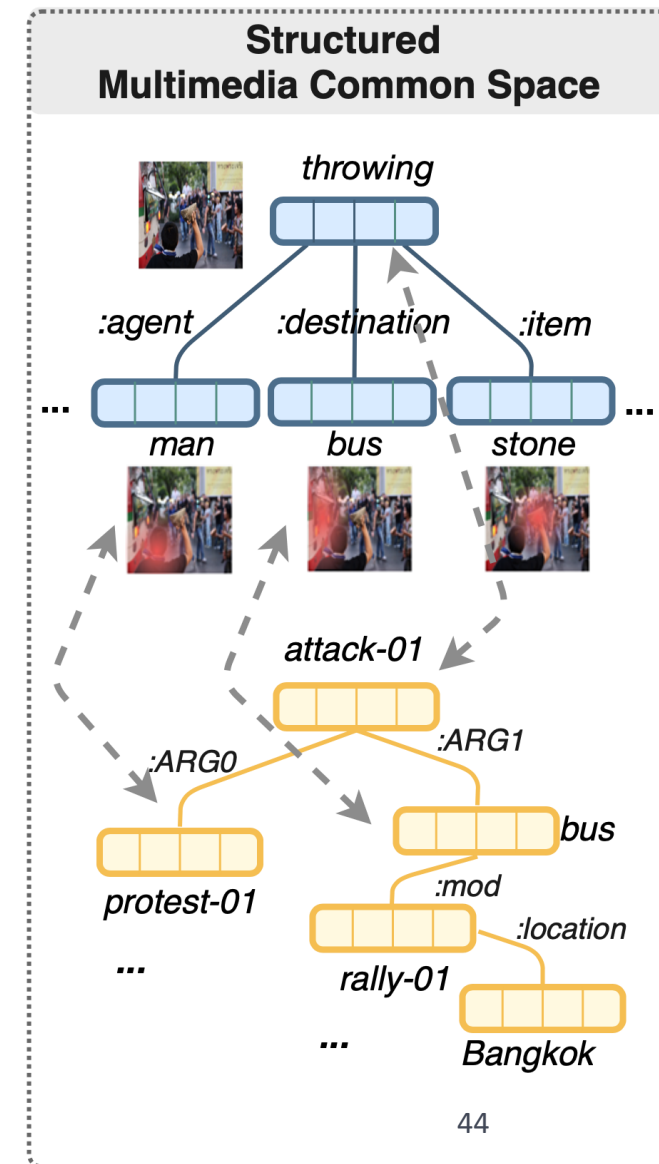 Structured
Multimedia Common Space
throwing
:agent
:destination
:item
...
...
man
bus
stone
attack-01
:ARG0
:ARG1
bus
protest-01
:mod
...
rally-01
:location
...
Bangkok
44